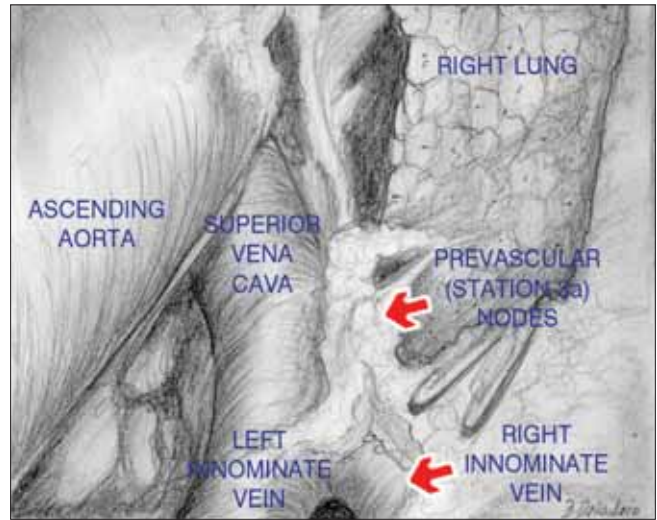 RIGHT LUNG
ASCENDING
AORTA
SUPERIOR
VENA
CAVA
PREVASCULAR
(STATION 3a)
NODES
LEFT
INNOMINATE
VEIN
RIGHT
INNOMINATE
VEIN